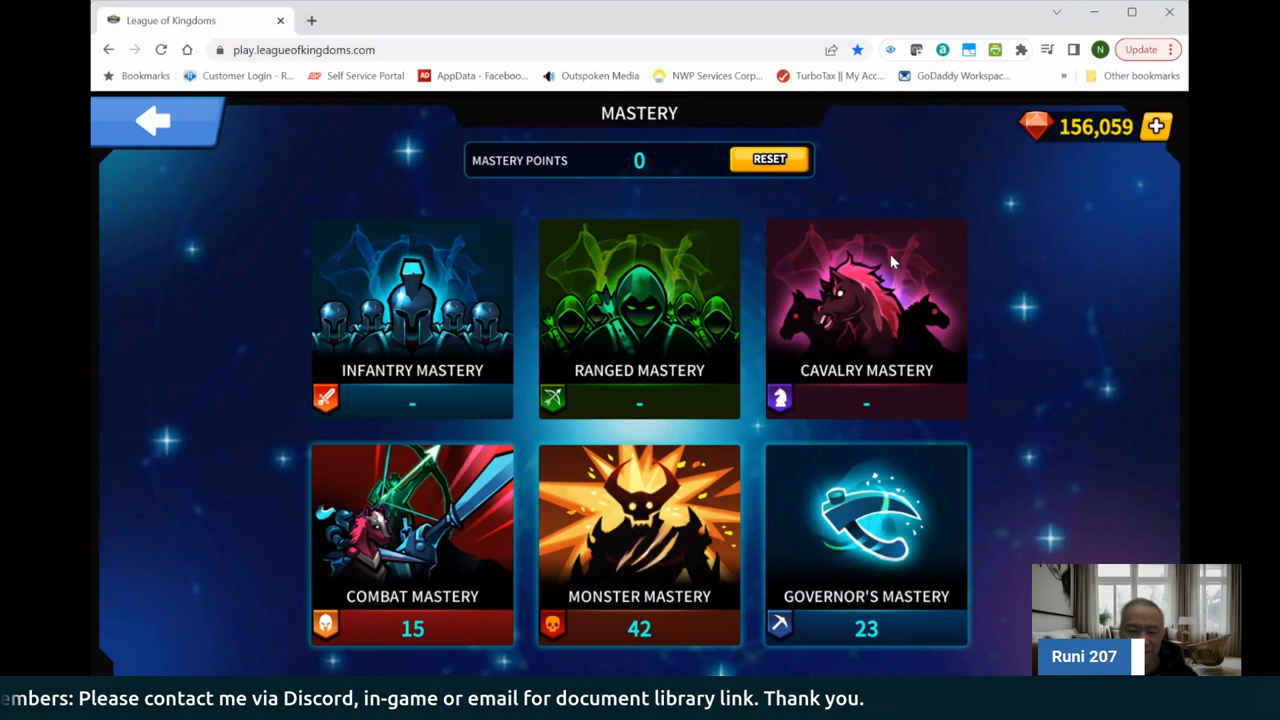 League of Kingdoms
play.leagueofkingdoms.com
N
Update
Bookmarks
Customer Login - R...
Self Service Portal
AppData - Faceboo...
Outspoken Media
NWP Services Corp...
TurboTax || My Acc...
GoDaddy Workspac...
»
Other bookmarks
MASTERY
156,059
MASTERY POINTS 0 RESET
INFANTRY MASTERY
-
RANGED MASTERY
-
CAVALRY MASTERY
-
COMBAT MASTERY
15
MONSTER MASTERY
42
GOVERNOR'S MASTERY
23
Runi 207
embers: Please contact me via Discord, in-game or email for document library link. Thank you.